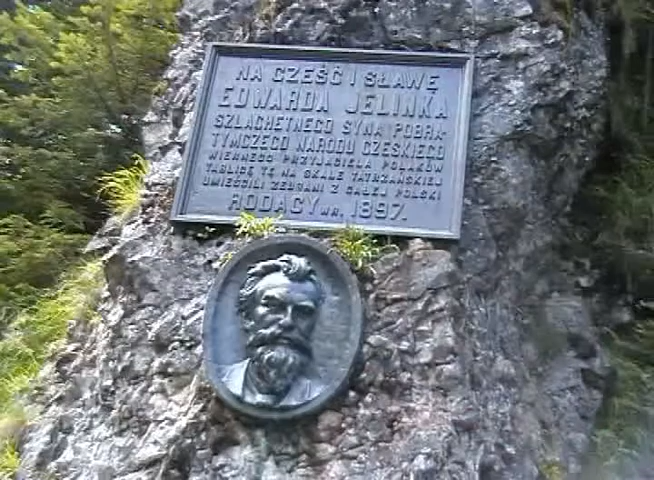 NA CZEŚĆ I SŁAWĘ
EDWARDA JELINKA
SZLACHETNEGO SYNA POBRA-
TYMCZEGO NARODU CZESKIEGO
WIERNEGO PRZYJACIELA POLAKÓW
TABLICĘ TĘ NA SKALE TATRZAŃSKIEJ
UMIEŚCILI ZEBRANI Z CAŁEJ POLSKI
RODACY W R. 1897.